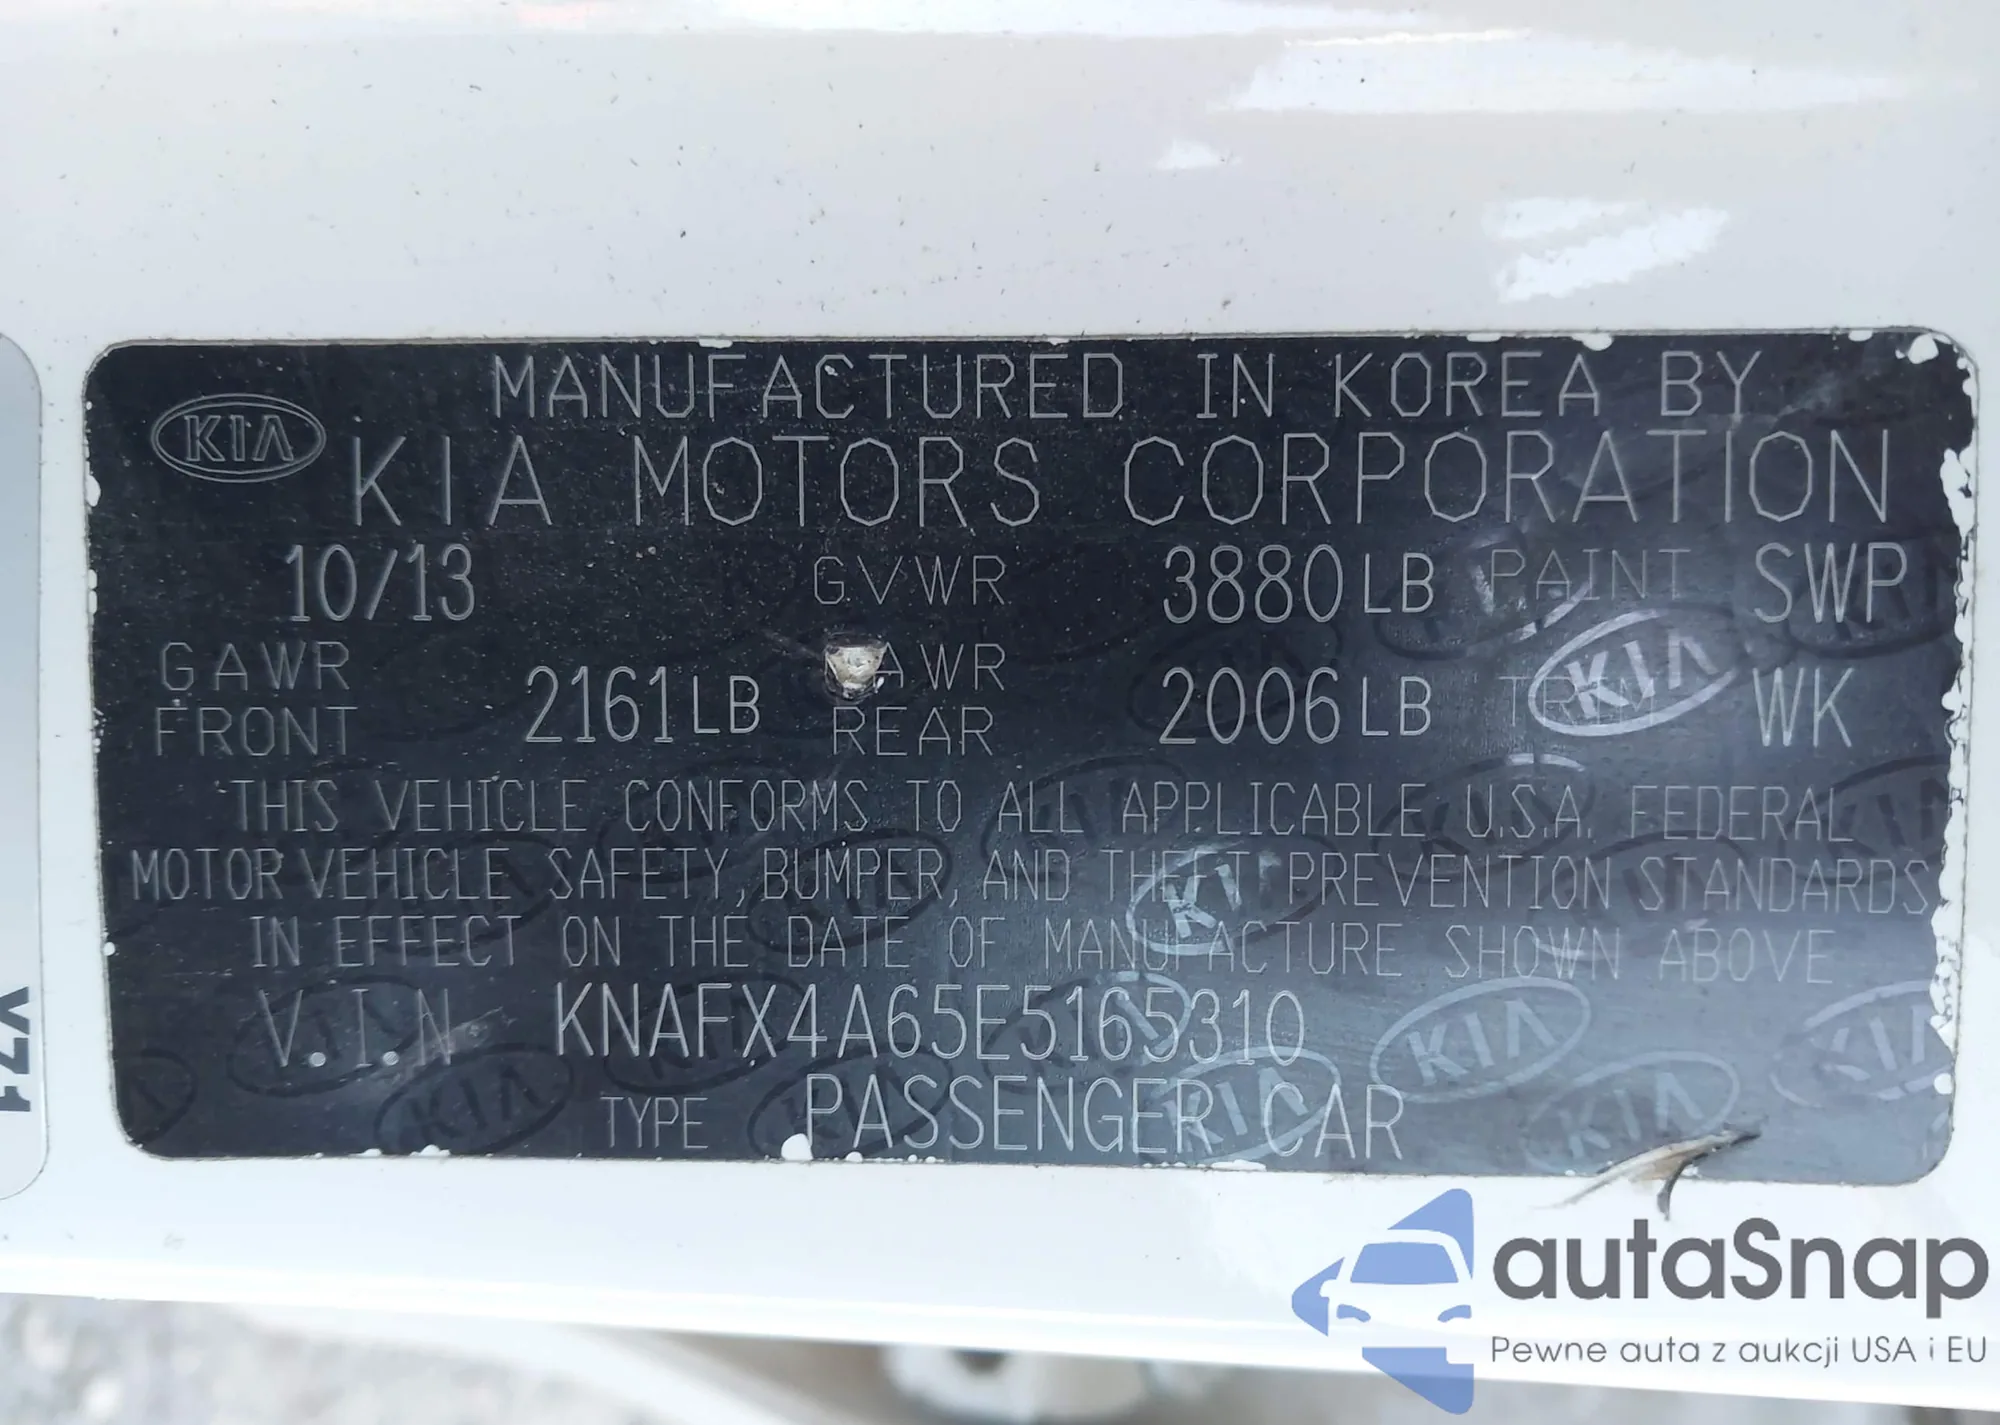 MANUFACTURED IN KOREA BY
KIA KIA MOTORS CORPORATION
10/13 GVWR 3880LB PAINT SWP
GAWR FRONT 2161LB AWR REAR 2006LB TRIM WK
THIS VEHICLE CONFORMS TO ALL APPLICABLE U.S.A. FEDERAL
MOTOR VEHICLE SAFETY, BUMPER, AND THEFT PREVENTION STANDARDS
IN EFFECT ON THE DATE OF MANUFACTURE SHOWN ABOVE
V.I.N KNAFX4A65E5165310
TYPE PASSENGER CAR
V71
autaSnap
Pewne auta z aukcji USA i EU